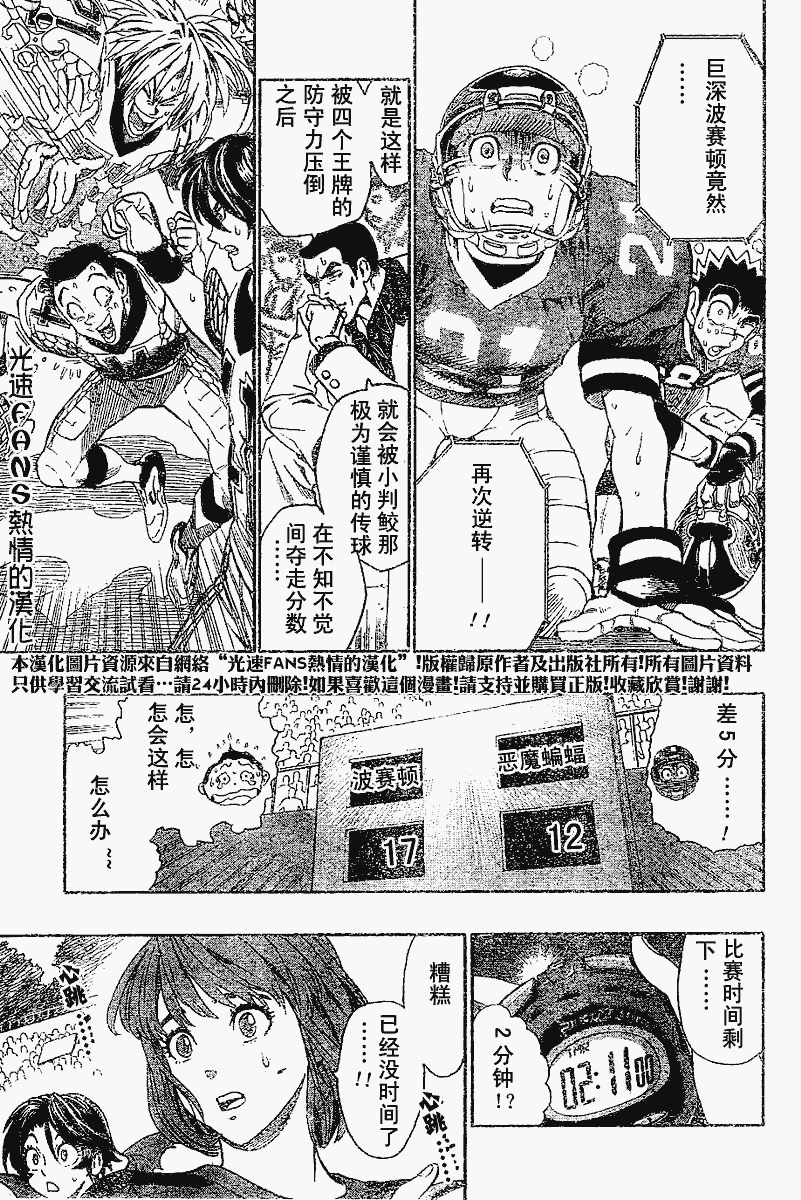 巨深波赛顿竟然
……
再次逆转
——！！
就是这样
被四个王牌的
防守力压倒
之后
就会被小判鲛那
极为谨慎的传球
在不知不觉
间夺走分数
……
光速FANS熱情的漢化
本漢化圖片資源來自網絡“光速FANS熱情的漢化”!版權歸原作者及出版社所有!所有圖片資料
只供學習交流試看…請24小時內刪除!如果喜歡這個漫畫!請支持並購買正版!收藏欣賞!謝謝!
差5分……！
恶魔蝙蝠
12
波赛顿
17
怎，怎
怎会这样
怎么办~
比赛时间剩
下……
2分钟！？
02:11 00
糟糕
已经没时间了
……！！
心跳……
心跳……